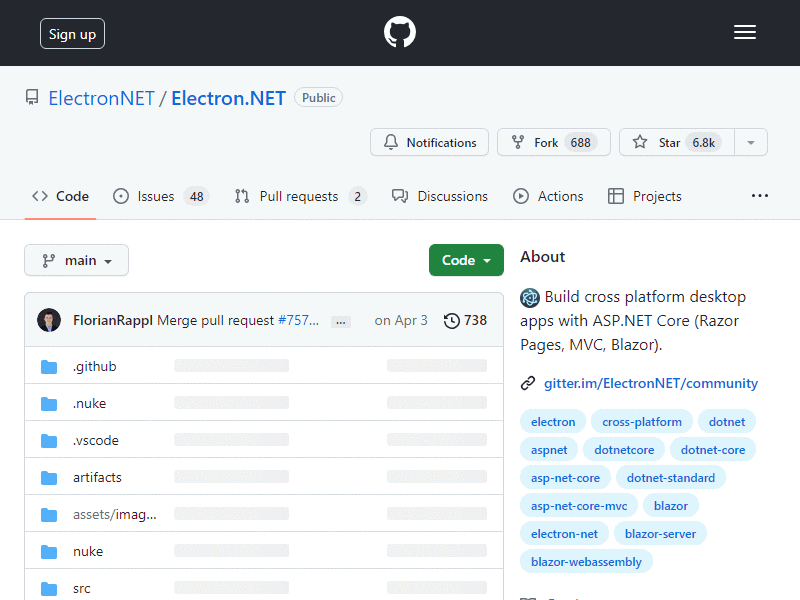 Sign up
ElectronNET / Electron.NET Public
Notifications Fork 688 Star 6.8k
Code Issues 48 Pull requests 2 Discussions Actions Projects
main Code
FlorianRappl Merge pull request #757... ... on Apr 3 738
.github
.nuke
.vscode
artifacts
assets/imag...
nuke
src
About
Build cross platform desktop
apps with ASP.NET Core (Razor
Pages, MVC, Blazor).
gitter.im/ElectronNET/community
electron cross-platform dotnet
aspnet dotnetcore dotnet-core
asp-net-core dotnet-standard
asp-net-core-mvc blazor
electron-net blazor-server
blazor-webassembly